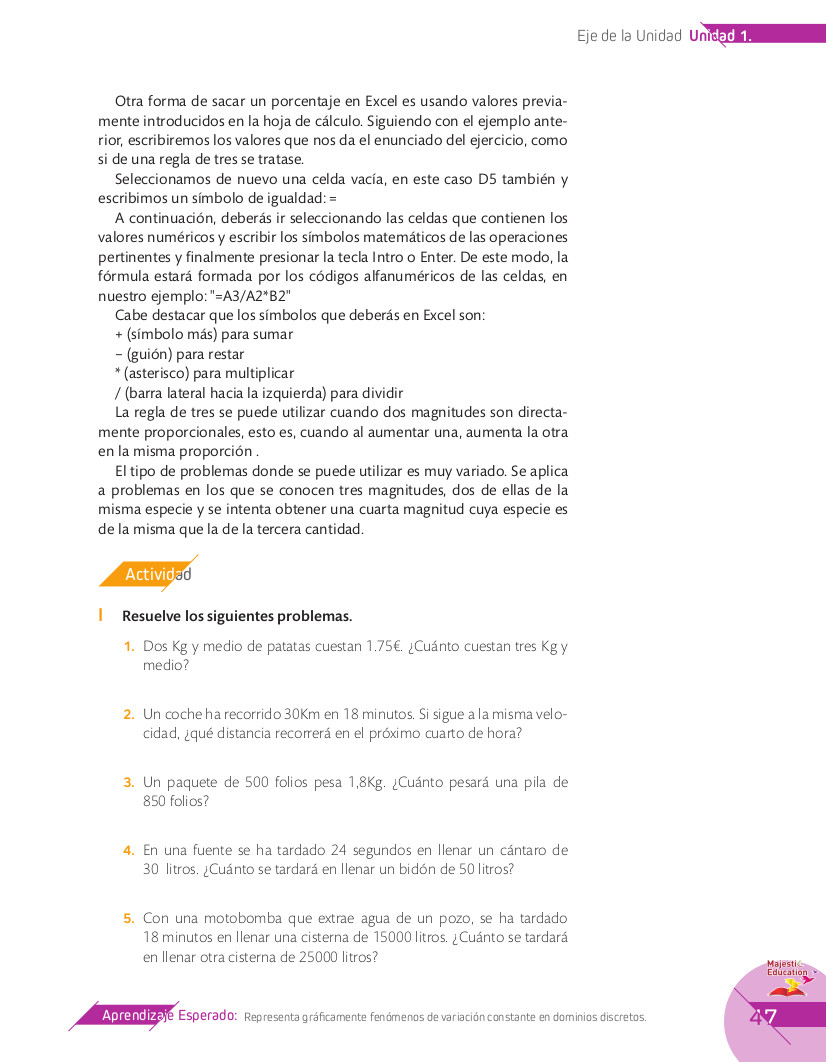 Eje de la Unidad Unidad 1.
Otra forma de sacar un porcentaje en Excel es usando valores previa-
mente introducidos en la hoja de cálculo. Siguiendo con el ejemplo ante-
rior, escribiremos los valores que nos da el enunciado del ejercicio, como
si de una regla de tres se tratase.
Seleccionamos de nuevo una celda vacía, en este caso D5 también y
escribimos un símbolo de igualdad: =
A continuación, deberás ir seleccionando las celdas que contienen los
valores numéricos y escribir los símbolos matemáticos de las operaciones
pertinentes y finalmente presionar la tecla Intro o Enter. De este modo, la
fórmula estará formada por los códigos alfanuméricos de las celdas, en
nuestro ejemplo: "=A3/A2*B2"
Cabe destacar que los símbolos que deberás en Excel son:
+ (símbolo más) para sumar
– (guión) para restar
* (asterisco) para multiplicar
/ (barra lateral hacia la izquierda) para dividir
La regla de tres se puede utilizar cuando dos magnitudes son directa-
mente proporcionales, esto es, cuando al aumentar una, aumenta la otra
en la misma proporción .
El tipo de problemas donde se puede utilizar es muy variado. Se aplica
a problemas en los que se conocen tres magnitudes, dos de ellas de la
misma especie y se intenta obtener una cuarta magnitud cuya especie es
de la misma que la de la tercera cantidad.
Actividad
I Resuelve los siguientes problemas.
1. Dos Kg y medio de patatas cuestan 1.75€. ¿Cuánto cuestan tres Kg y
medio?
2. Un coche ha recorrido 30Km en 18 minutos. Si sigue a la misma velo-
cidad, ¿qué distancia recorrerá en el próximo cuarto de hora?
3. Un paquete de 500 folios pesa 1,8Kg. ¿Cuánto pesará una pila de
850 folios?
4. En una fuente se ha tardado 24 segundos en llenar un cántaro de
30 litros. ¿Cuánto se tardará en llenar un bidón de 50 litros?
5. Con una motobomba que extrae agua de un pozo, se ha tardado
18 minutos en llenar una cisterna de 15000 litros. ¿Cuánto se tardará
en llenar otra cisterna de 25000 litros?
Majestic
Education
Aprendizaje Esperado: Representa gráficamente fenómenos de variación constante en dominios discretos.
47